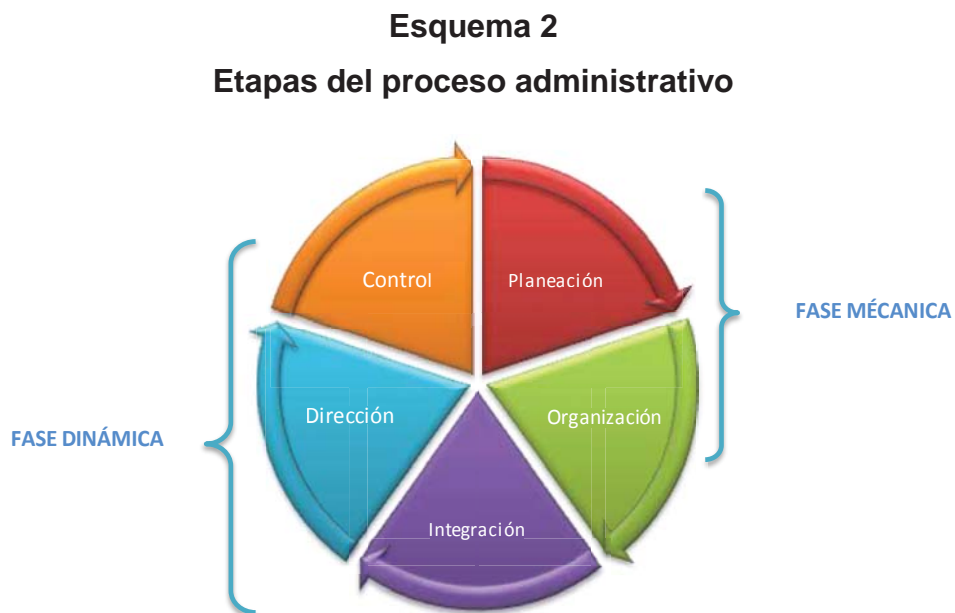 Esquema 2
Etapas del proceso administrativo
Control
Planeación
FASE MÉCANICA
Dirección
Organización
FASE DINÁMICA
Integración